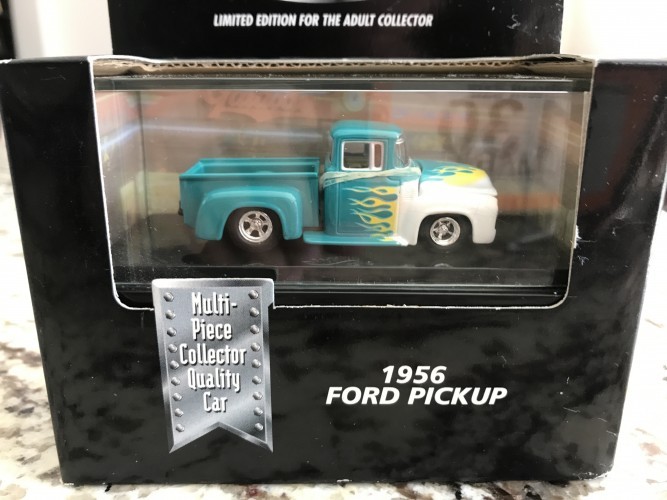 LIMITED EDITION FOR THE ADULT COLLECTOR
Multi-
Piece
Collector
Quality
Car
1956
FORD PICKUP